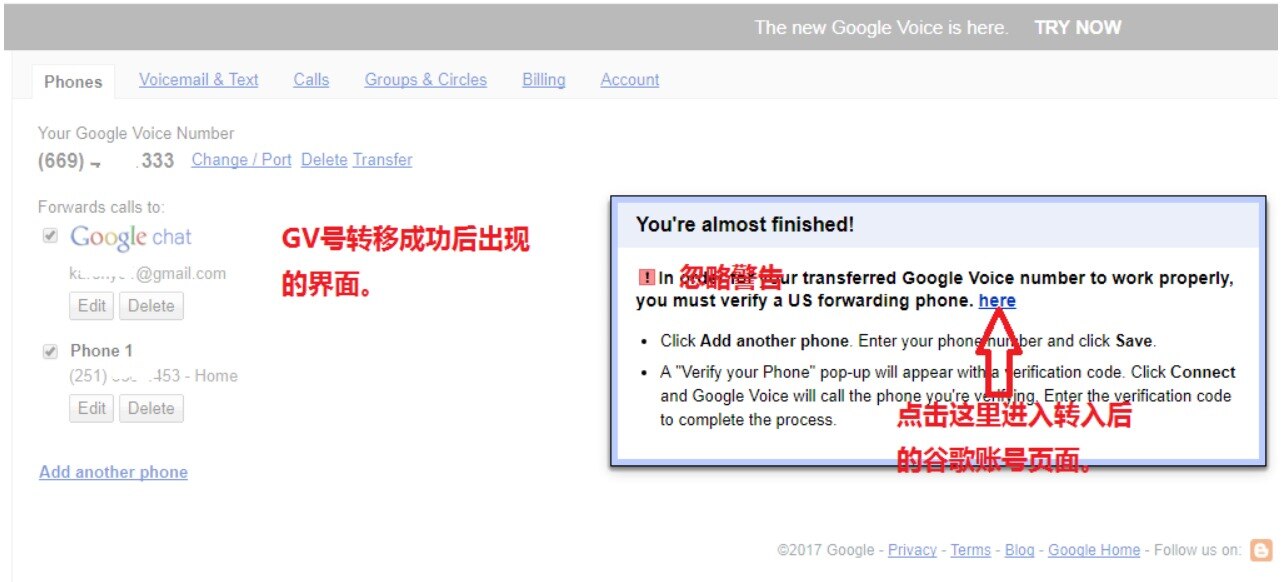 The new Google Voice is here. TRY NOW
Phones Voicemail & Text Calls Groups & Circles Billing Account
Your Google Voice Number
(669) 333 Change / Port Delete Transfer
Forwards calls to:
Google chat
@gmail.com
Edit Delete
Phone 1
(251) 453 - Home
Edit Delete
Add another phone
GV号转移成功后出现
的界面。
You're almost finished!
忽略警告
In order for your transferred Google Voice number to work properly,
you must verify a US forwarding phone. here
Click Add another phone. Enter your phone number and click Save.
A "Verify your Phone" pop-up will appear with a verification code. Click Connect
and Google Voice will call the phone you're verifying. Enter the verification code
to complete the process.
点击这里进入转入后
的谷歌账号页面。
©2017 Google - Privacy - Terms - Blog - Google Home - Follow us on: